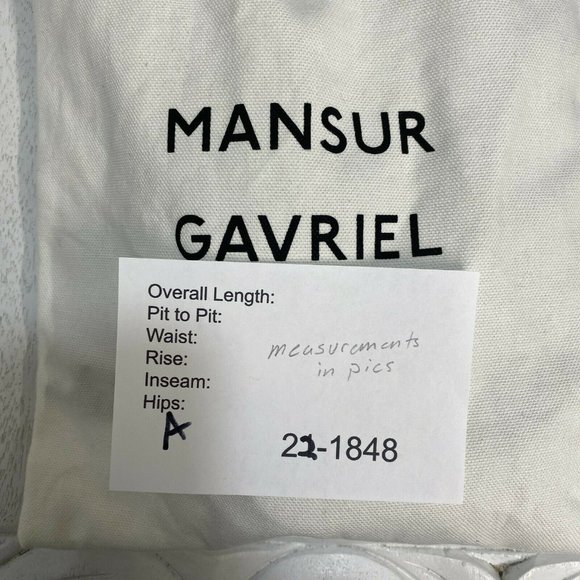 MANSUR
GAVRIEL
Overall Length:
Pit to Pit:
Waist:
Rise:
Inseam:
Hips:
measurements
in pics
A
22-1848